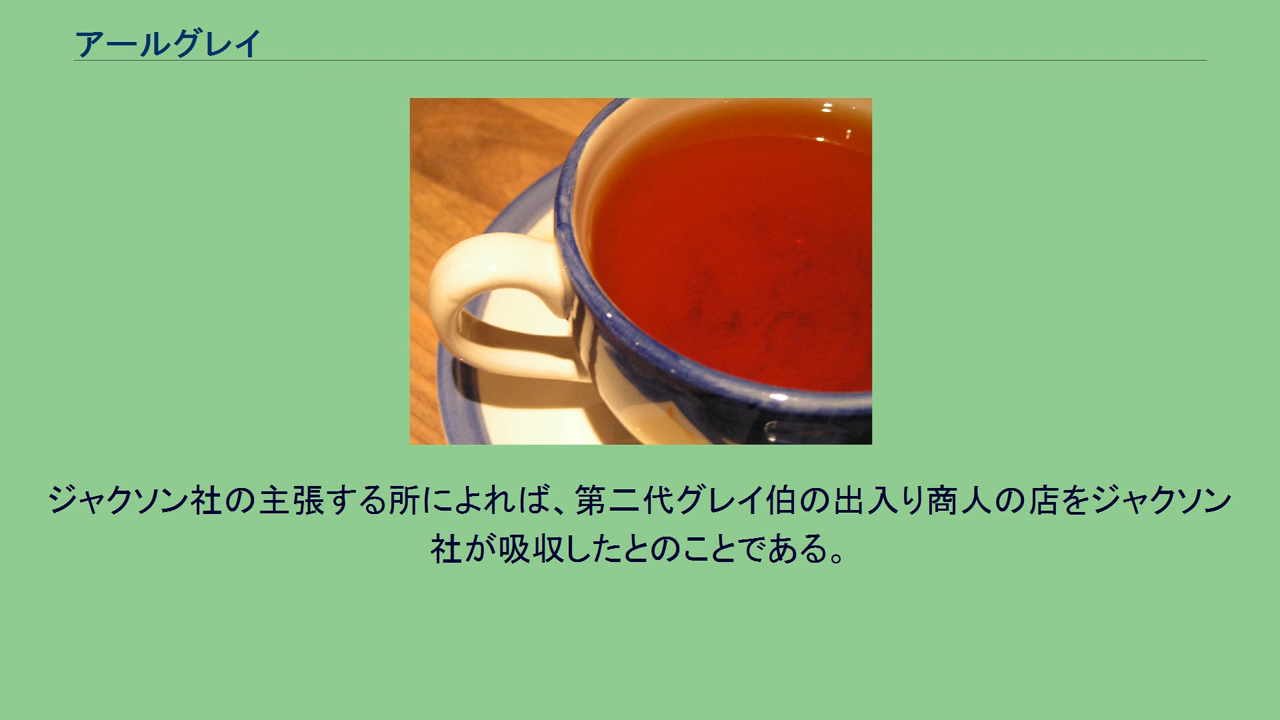 アールグレイ
ジャクソン社の主張する所によれば、第二代グレイ伯の出入り商人の店をジャクソン
社が吸収したとのことである。